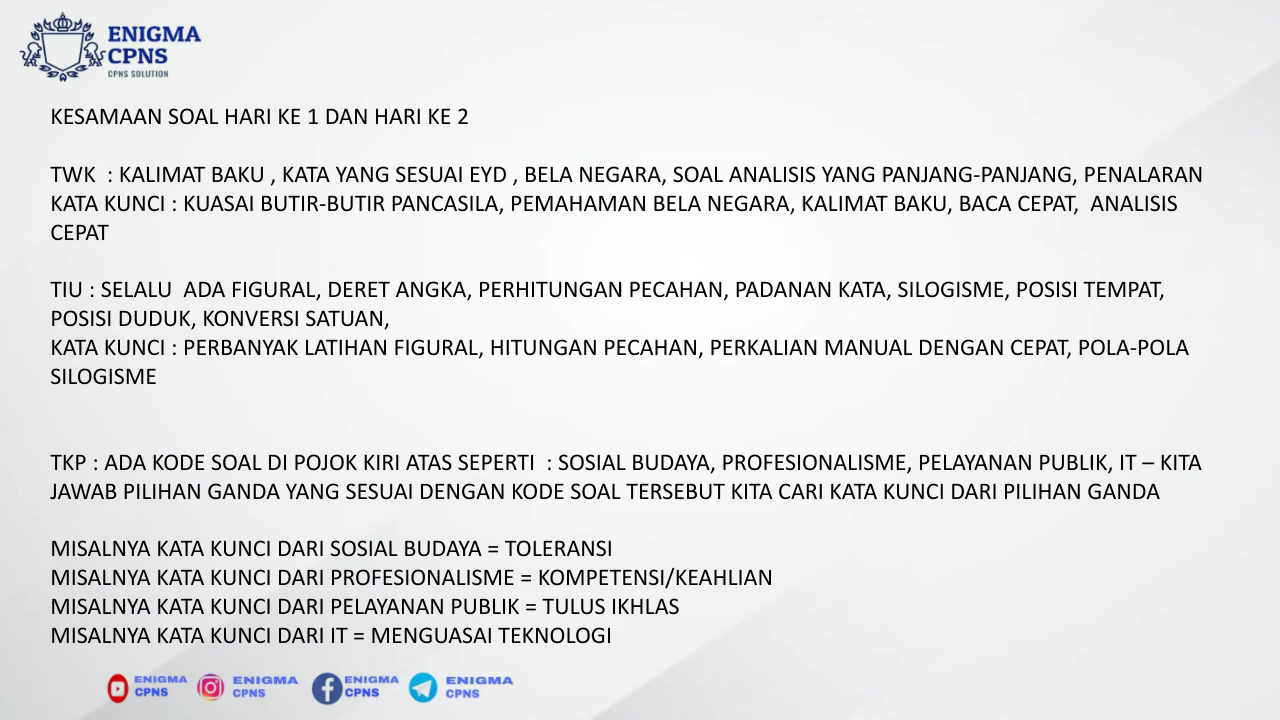 ENIGMA
CPNS
CPNS SOLUTION
KESAMAAN SOAL HARI KE 1 DAN HARI KE 2
TWK : KALIMAT BAKU , KATA YANG SESUAI EYD , BELA NEGARA, SOAL ANALISIS YANG PANJANG-PANJANG, PENALARAN
KATA KUNCI : KUASAI BUTIR-BUTIR PANCASILA, PEMAHAMAN BELA NEGARA, KALIMAT BAKU, BACA CEPAT, ANALISIS
CEPAT
TIU : SELALU ADA FIGURAL, DERET ANGKA, PERHITUNGAN PECAHAN, PADANAN KATA, SILOGISME, POSISI TEMPAT,
POSISI DUDUK, KONVERSI SATUAN,
KATA KUNCI : PERBANYAK LATIHAN FIGURAL, HITUNGAN PECAHAN, PERKALIAN MANUAL DENGAN CEPAT, POLA-POLA
SILOGISME
TKP : ADA KODE SOAL DI POJOK KIRI ATAS SEPERTI : SOSIAL BUDAYA, PROFESIONALISME, PELAYANAN PUBLIK, IT – KITA
JAWAB PILIHAN GANDA YANG SESUAI DENGAN KODE SOAL TERSEBUT KITA CARI KATA KUNCI DARI PILIHAN GANDA
MISALNYA KATA KUNCI DARI SOSIAL BUDAYA = TOLERANSI
MISALNYA KATA KUNCI DARI PROFESIONALISME = KOMPETENSI/KEAHLIAN
MISALNYA KATA KUNCI DARI PELAYANAN PUBLIK = TULUS IKHLAS
MISALNYA KATA KUNCI DARI IT = MENGUASAI TEKNOLOGI
ENIGMA CPNS
ENIGMA CPNS
ENIGMA CPNS
ENIGMA CPNS